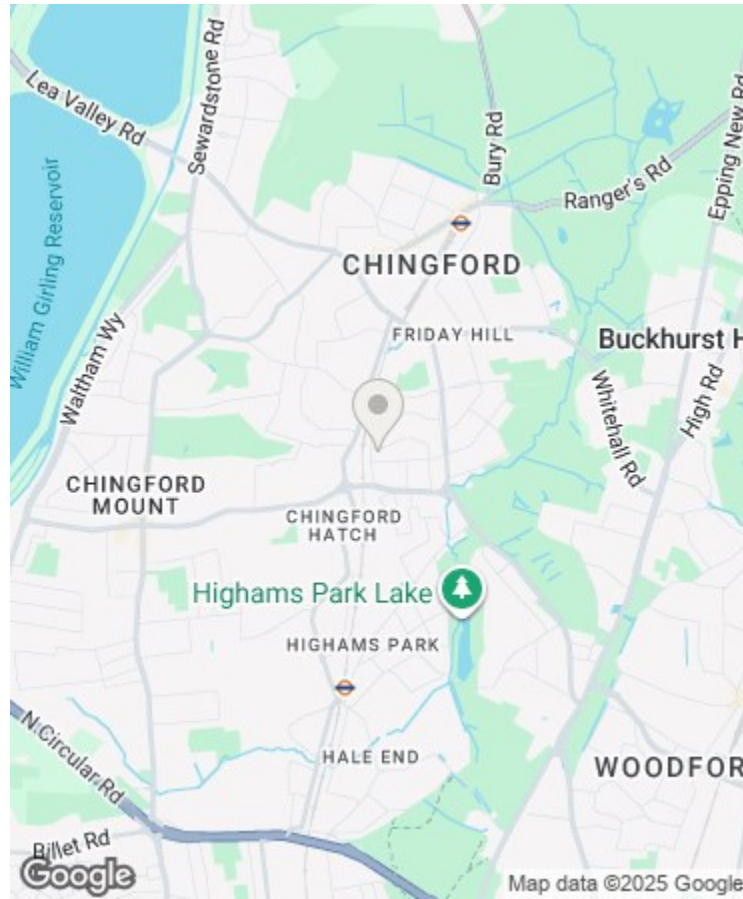 Lea Valley Rd
Sewardstone Rd
Bury Rd
Epping New Rd
Ranger's Rd
William Girling Reservoir
CHINGFORD
FRIDAY HILL
Buckhurst H
Waltham Wy
Whitehall Rd
High Rd
CHINGFORD
MOUNT
CHINGFORD
HATCH
Highams Park Lake
HIGHAMS PARK
N Circular Rd
HALE END
WOODFOR
Billet Rd
Google
Map data ©2025 Google